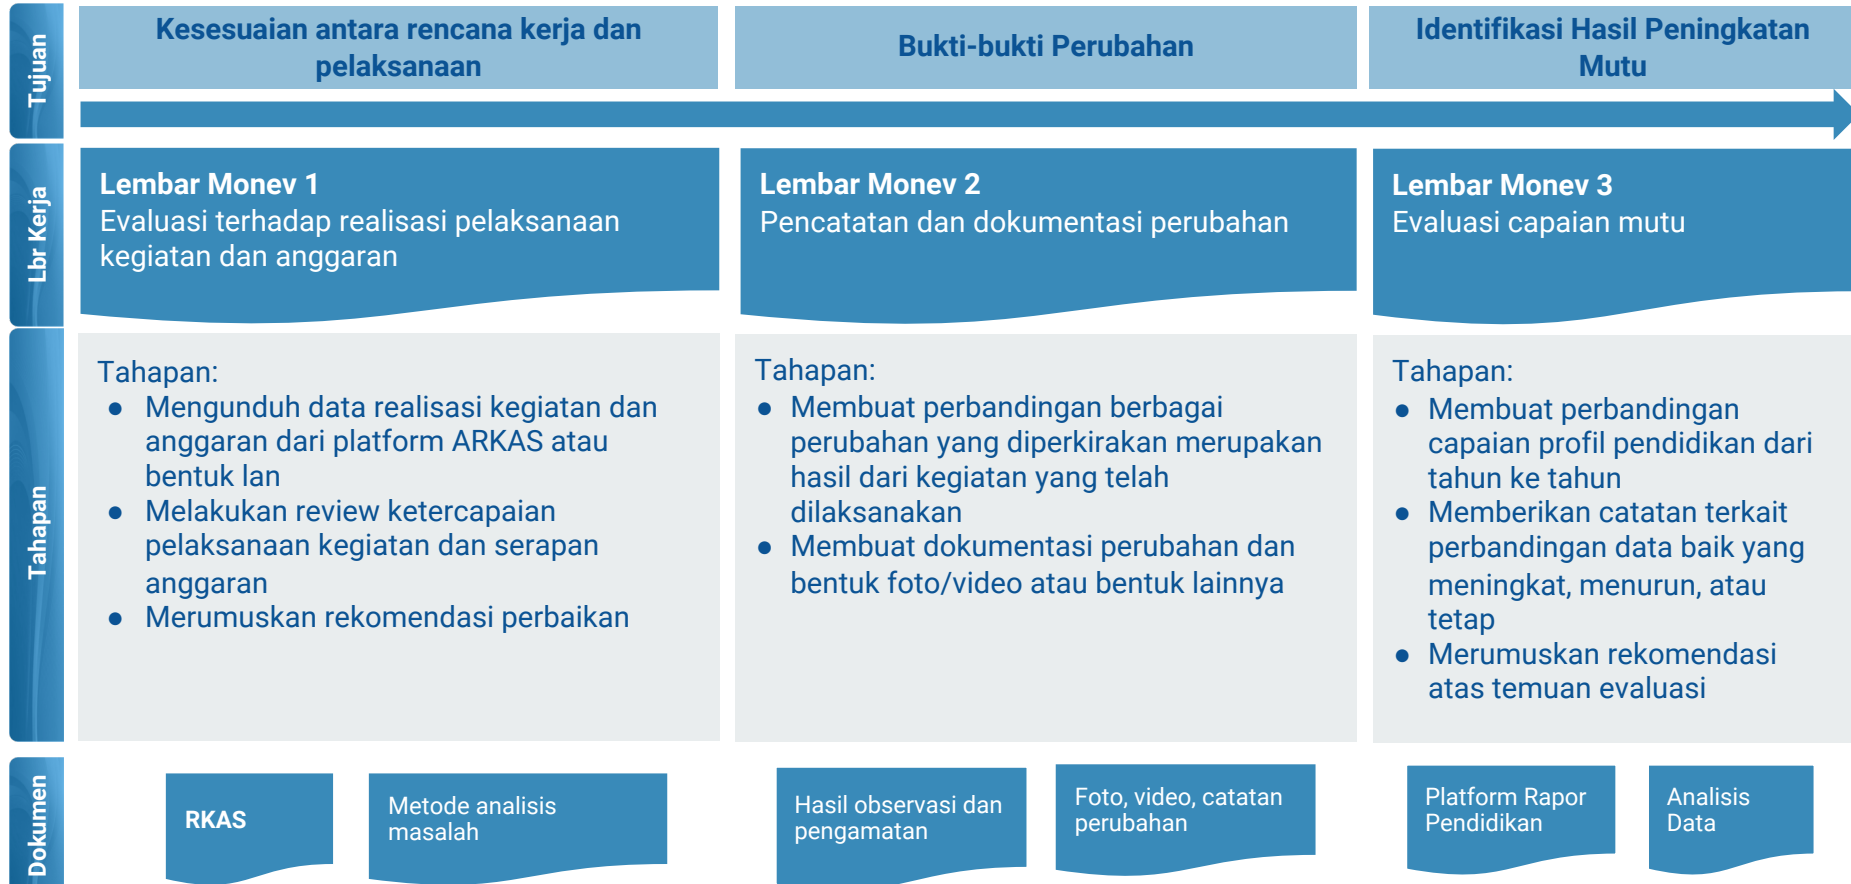 Tujuan
Kesesuaian antara rencana kerja dan
pelaksanaan
Bukti-bukti Perubahan
Identifikasi Hasil Peningkatan
Mutu
Lbr Kerja
Lembar Monev 1
Evaluasi terhadap realisasi pelaksanaan
kegiatan dan anggaran
Lembar Monev 2
Pencatatan dan dokumentasi perubahan
Lembar Monev 3
Evaluasi capaian mutu
Tahapan
Tahapan:
● Mengunduh data realisasi kegiatan dan
anggaran dari platform ARKAS atau
bentuk lan
● Melakukan review ketercapaian
pelaksanaan kegiatan dan serapan
anggaran
● Merumuskan rekomendasi perbaikan
Tahapan:
● Membuat perbandingan berbagai
perubahan yang diperkirakan merupakan
hasil dari kegiatan yang telah
dilaksanakan
● Membuat dokumentasi perubahan dan
bentuk foto/video atau bentuk lainnya
Tahapan:
● Membuat perbandingan
capaian profil pendidikan dari
tahun ke tahun
● Memberikan catatan terkait
perbandingan data baik yang
meningkat, menurun, atau
tetap
● Merumuskan rekomendasi
atas temuan evaluasi
Dokumen
RKAS
Metode analisis
masalah
Hasil observasi dan
pengamatan
Foto, video, catatan
perubahan
Platform Rapor
Pendidikan
Analisis
Data